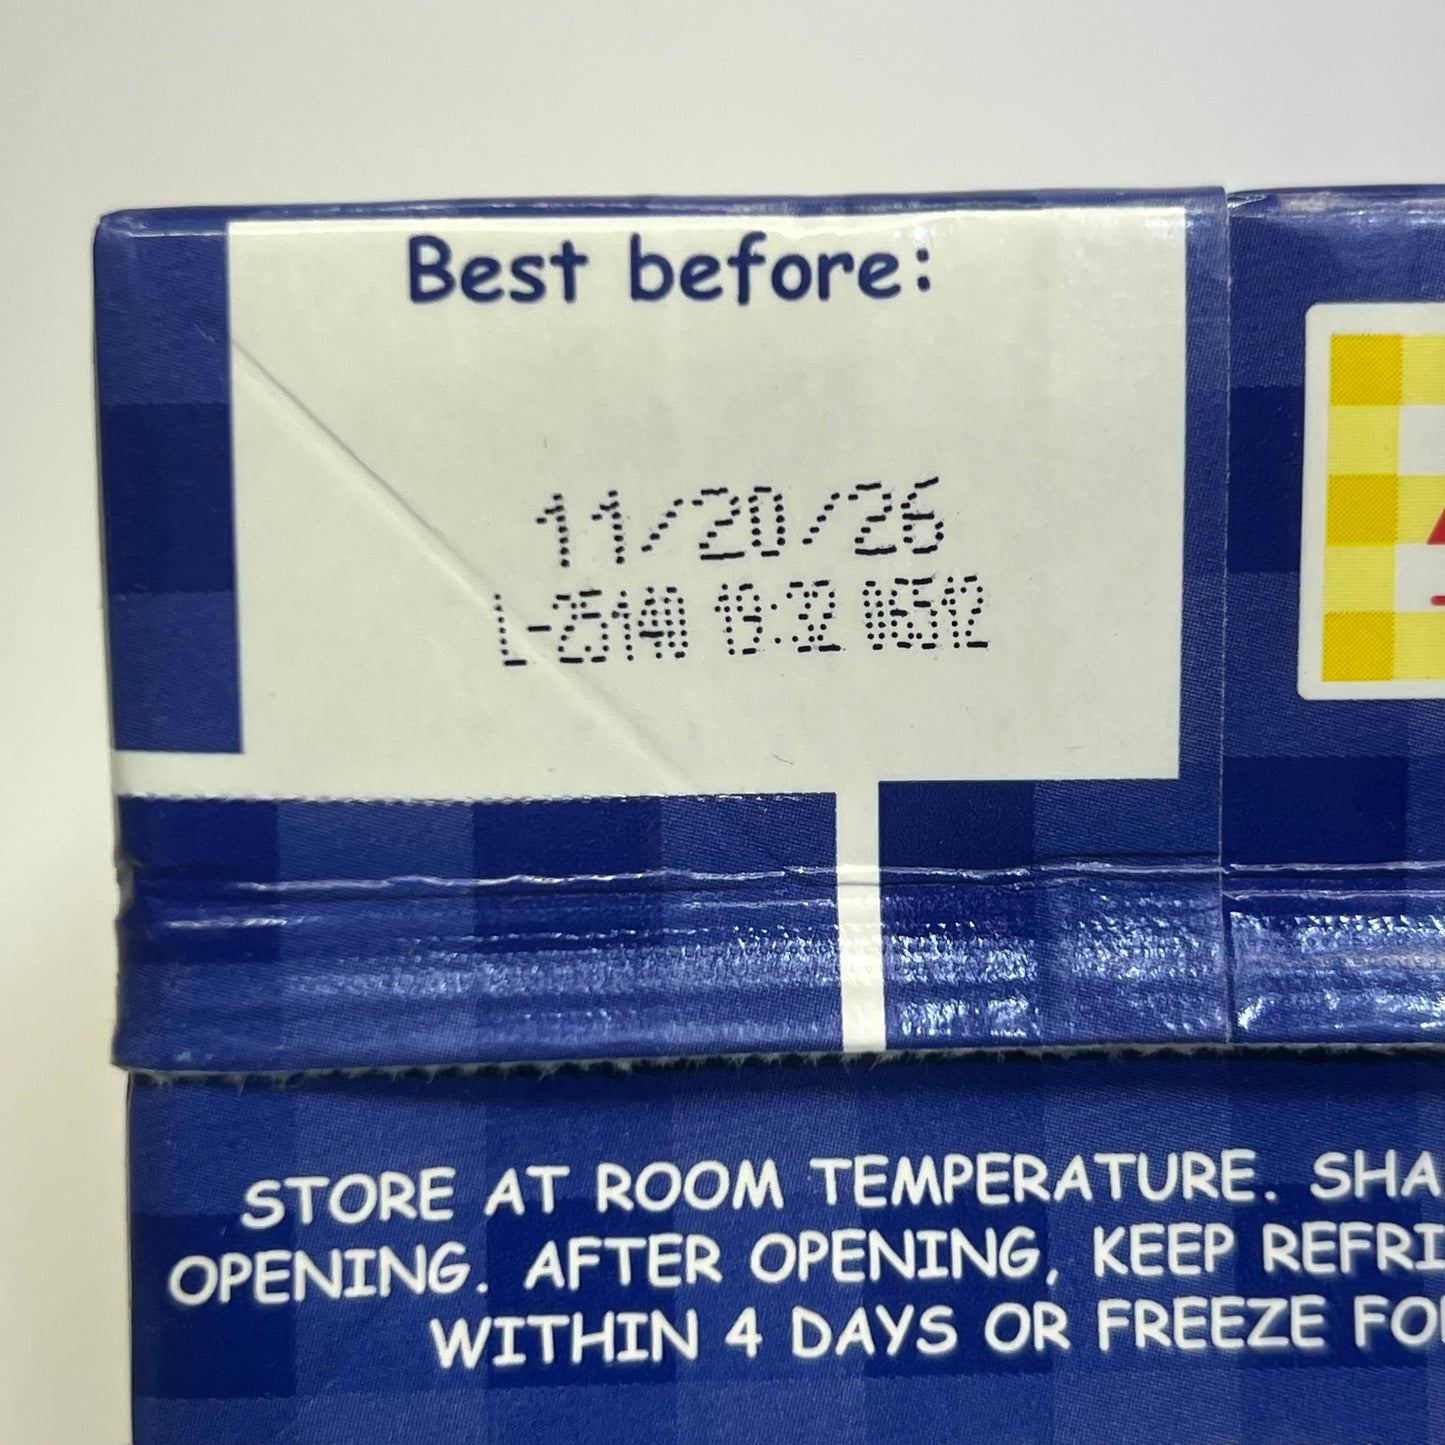 Best before:
11/20/26
L-25140 19:32 06512
STORE AT ROOM TEMPERATURE. SHA
OPENING. AFTER OPENING, KEEP REFRI
WITHIN 4 DAYS OR FREEZE FO